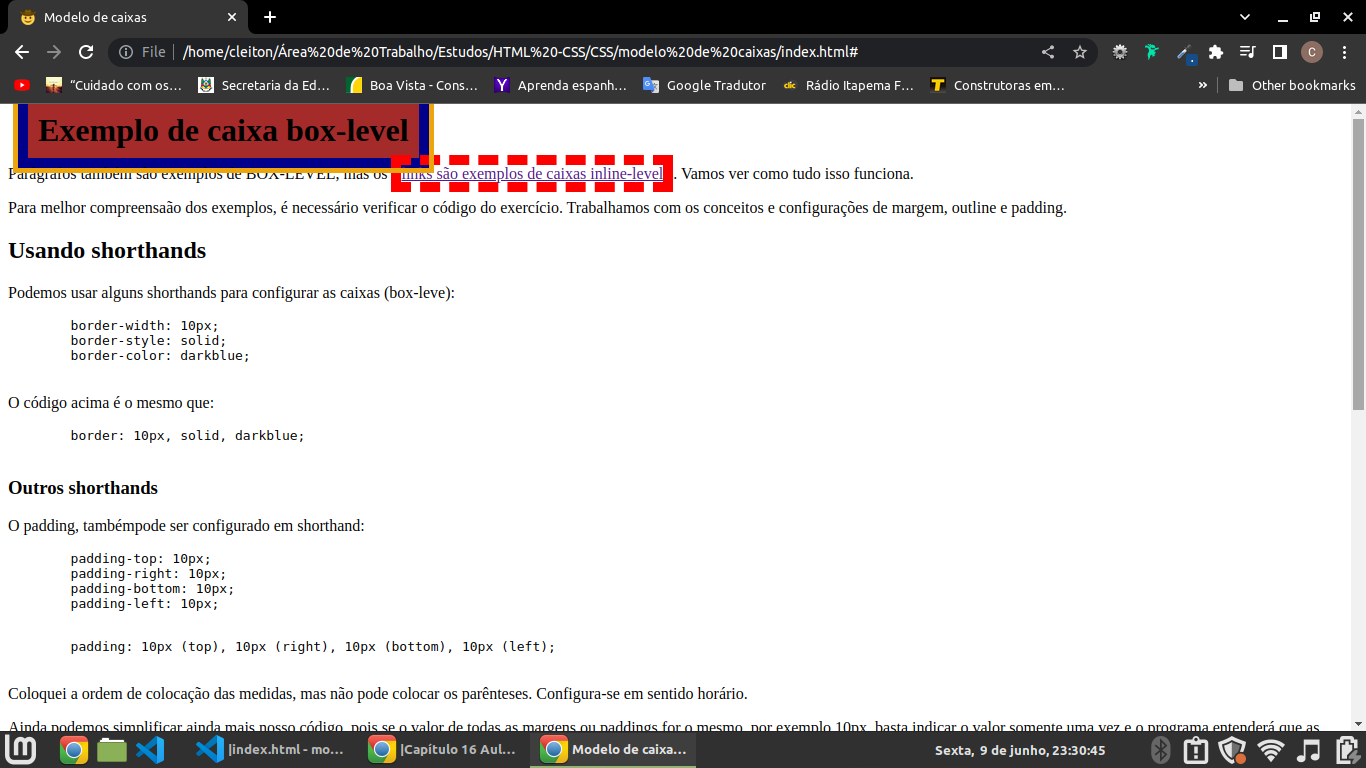 Modelo de caixas
File
/home/cleiton/Área%20de%20Trabalho/Estudos/HTML%20-CSS/CSS/modelo%20de%20caixas/index.html#
C
“Cuidado com os…
Secretaria da Ed…
Boa Vista - Cons…
Aprenda espanh…
Google Tradutor
Rádio Itapema F…
Construtoras em…
»
Other bookmarks
Exemplo de caixa box-level
Parágrafos também são exemplos de BOX-LEVEL, mas os links são exemplos de caixas inline-level . Vamos ver como tudo isso funciona.
Para melhor compreensaão dos exemplos, é necessário verificar o código do exercício. Trabalhamos com os conceitos e configurações de margem, outline e padding.
Usando shorthands
Podemos usar alguns shorthands para configurar as caixas (box-leve):
border-width: 10px;
border-style: solid;
border-color: darkblue;
O código acima é o mesmo que:
border: 10px, solid, darkblue;
Outros shorthands
O padding, tambémpode ser configurado em shorthand:
padding-top: 10px;
padding-right: 10px;
padding-bottom: 10px;
padding-left: 10px;
padding: 10px (top), 10px (right), 10px (bottom), 10px (left);
Coloquei a ordem de colocação das medidas, mas não pode colocar os parênteses. Configura-se em sentido horário.
Ainda podemos simplificar ainda mais nosso código, pois se o valor de todas as margens ou paddings for o mesmo, por exemplo 10px, basta indicar o valor somente uma vez e o programa entenderá que as
|index.html - mo...
|Capítulo 16 Aul...
Modelo de caixa...
Sexta, 9 de junho, 23:30:45